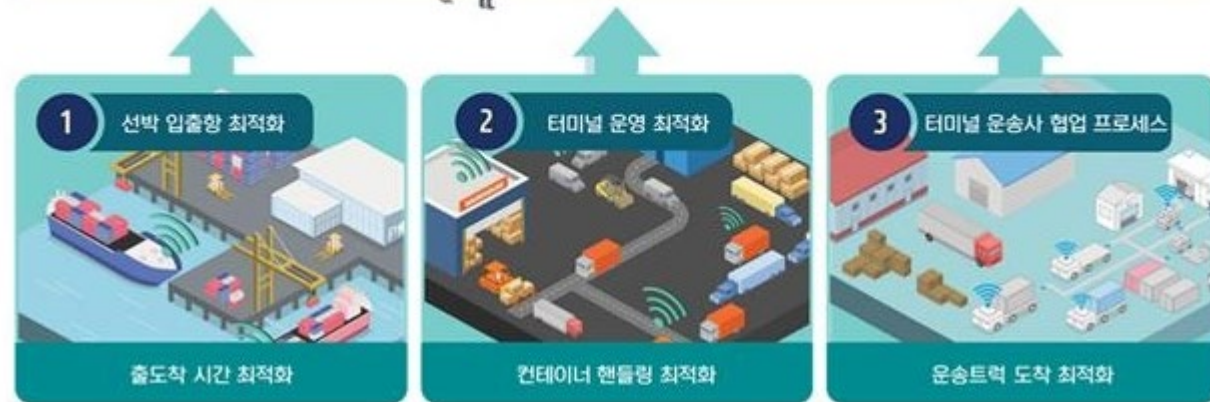 1 선박 입출항 최적화
2 터미널 운영 최적화
3 터미널 운송사 협업 프로세스
출도착 시간 최적화
컨테이너 핸들링 최적화
운송트럭 도착 최적화